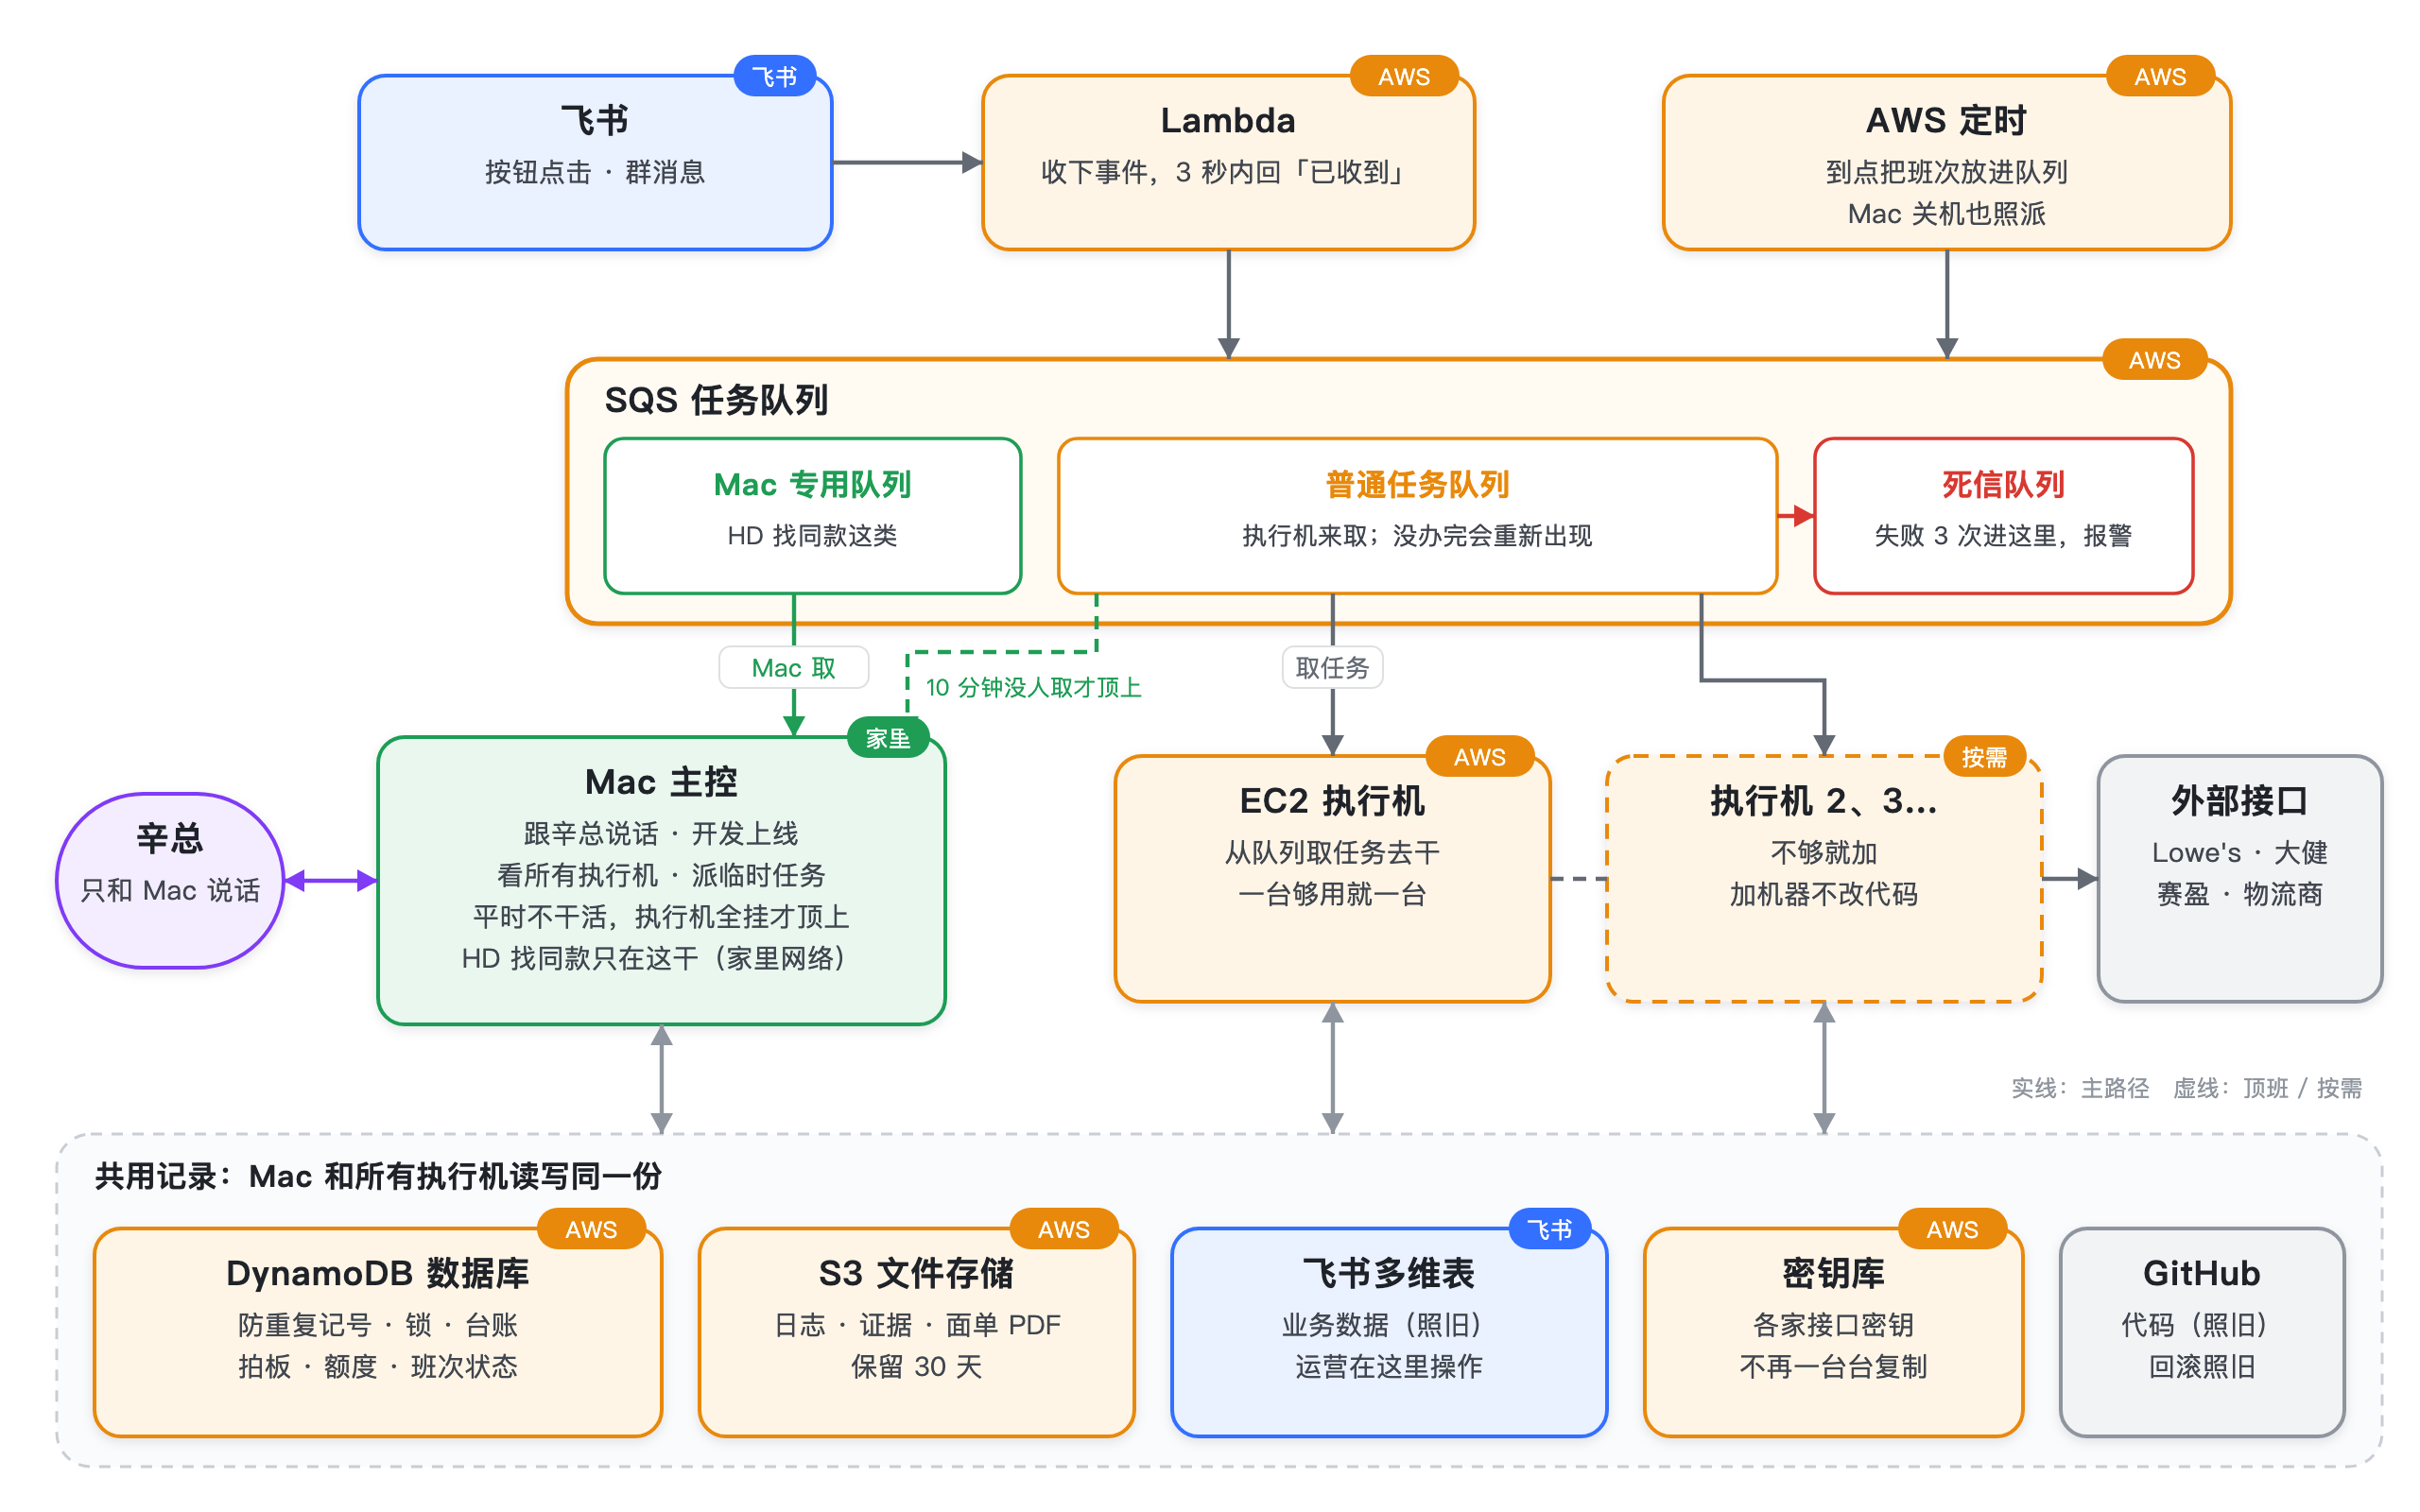 飞书
飞书
按钮点击 · 群消息
AWS
Lambda
收下事件，3 秒内回「已收到」
AWS
AWS 定时
到点把班次放进队列
Mac 关机也照派
AWS
SQS 任务队列
Mac 专用队列
HD 找同款这类
普通任务队列
执行机来取；没办完会重新出现
死信队列
失败 3 次进这里，报警
Mac 取
10 分钟没人取才顶上
取任务
辛总
只和 Mac 说话
家里
Mac 主控
跟辛总说话 · 开发上线
看所有执行机 · 派临时任务
平时不干活，执行机全挂才顶上
HD 找同款只在这干（家里网络）
AWS
EC2 执行机
从队列取任务去干
一台够用就一台
按需
执行机 2、3...
不够就加
加机器不改代码
外部接口
Lowe's · 大健
赛盈 · 物流商
实线：主路径 虚线：顶班 / 按需
共用记录：Mac 和所有执行机读写同一份
AWS
DynamoDB 数据库
防重复记号 · 锁 · 台账
拍板 · 额度 · 班次状态
AWS
S3 文件存储
日志 · 证据 · 面单 PDF
保留 30 天
飞书
飞书多维表
业务数据（照旧）
运营在这里操作
AWS
密钥库
各家接口密钥
不再一台台复制
GitHub
代码（照旧）
回滚照旧